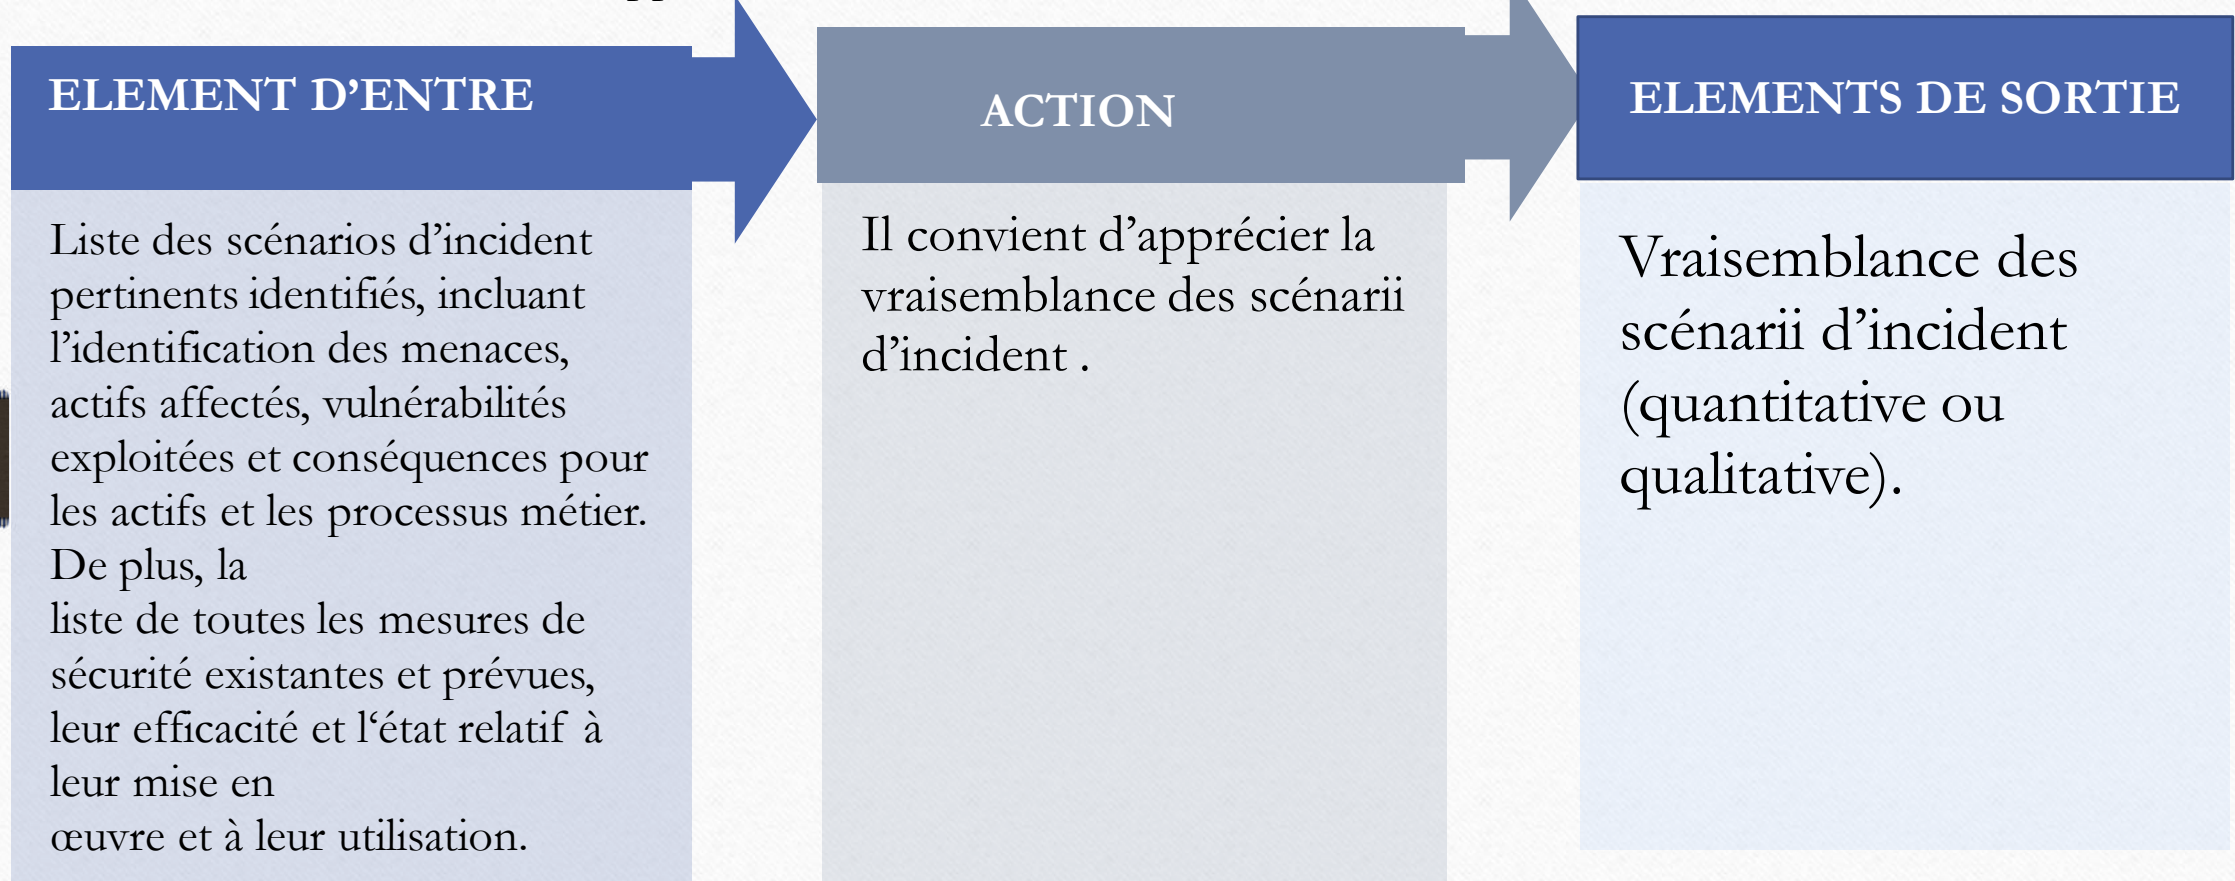 ELEMENT D’ENTRE
Liste des scénarios d’incident
pertinents identifiés, incluant
l’identification des menaces,
actifs affectés, vulnérabilités
exploitées et conséquences pour
les actifs et les processus métier.
De plus, la
liste de toutes les mesures de
sécurité existantes et prévues,
leur efficacité et l‘état relatif à
leur mise en
œuvre et à leur utilisation.
ACTION
Il convient d’apprécier la
vraisemblance des scénarii
d’incident .
ELEMENTS DE SORTIE
Vraisemblance des
scénarii d’incident
(quantitative ou
qualitative).